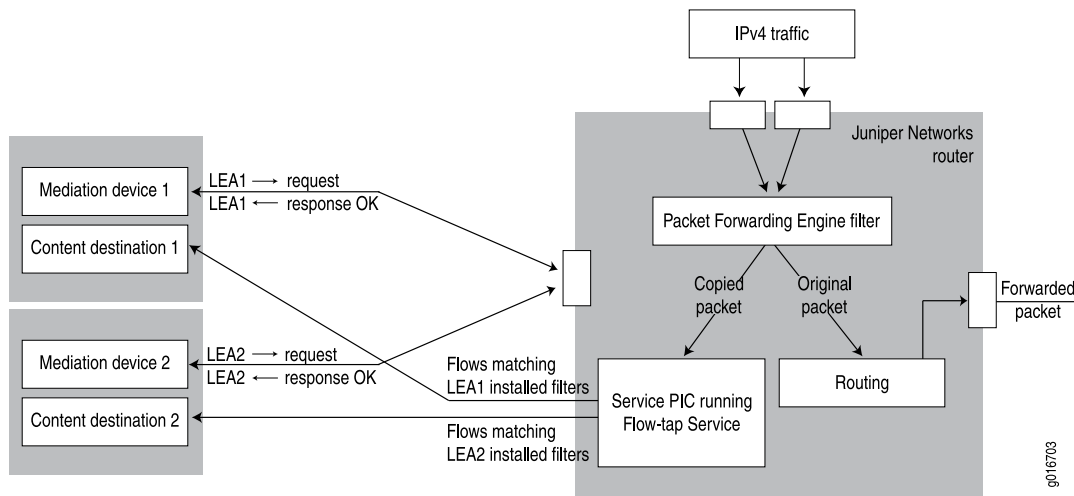 IPv4 traffic
Juniper Networks
router
Mediation device 1
LEA1 → request
LEA1 ← response OK
Content destination 1
Packet Forwarding Engine filter
Copied
packet
Original
packet
Forwarded
packet
Mediation device 2
LEA2 → request
LEA2 ← response OK
Content destination 2
Flows matching
LEA1 installed filters
Service PIC running
Flow-tap Service
Routing
Flows matching
LEA2 installed filters
g016703